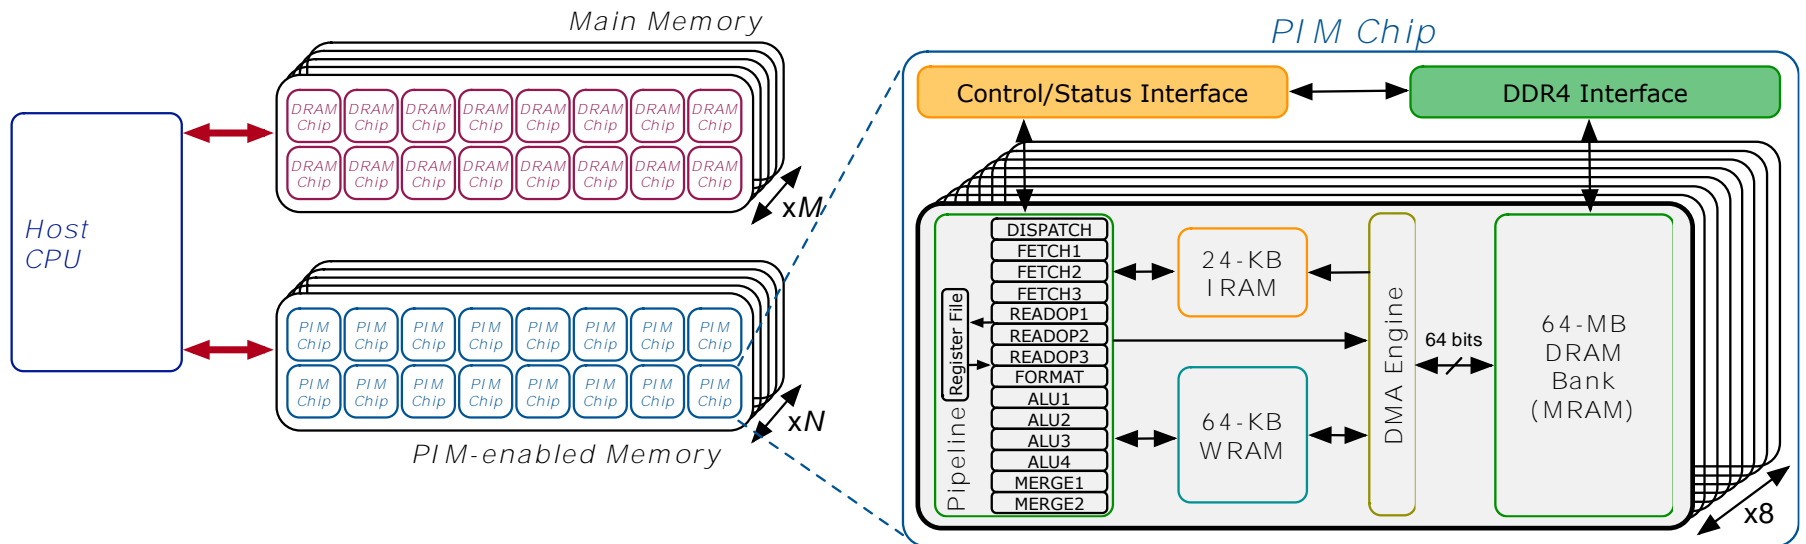 Main Memory
DRAM Chip DRAM Chip DRAM Chip DRAM Chip DRAM Chip DRAM Chip DRAM Chip DRAM Chip
DRAM Chip DRAM Chip DRAM Chip DRAM Chip DRAM Chip DRAM Chip DRAM Chip DRAM Chip
xM
Host
CPU
PIM Chip PIM Chip PIM Chip PIM Chip PIM Chip PIM Chip PIM Chip PIM Chip
PIM Chip PIM Chip PIM Chip PIM Chip PIM Chip PIM Chip PIM Chip PIM Chip
xN
PIM-enabled Memory
PIM Chip
Control/Status Interface
DDR4 Interface
Pipeline
Register File
DISPATCH
FETCH1
FETCH2
FETCH3
READOP1
READOP2
READOP3
FORMAT
ALU1
ALU2
ALU3
ALU4
MERGE1
MERGE2
24-KB
IRAM
64-KB
WRAM
DMA Engine
64 bits
64-MB
DRAM
Bank
(MRAM)
x8